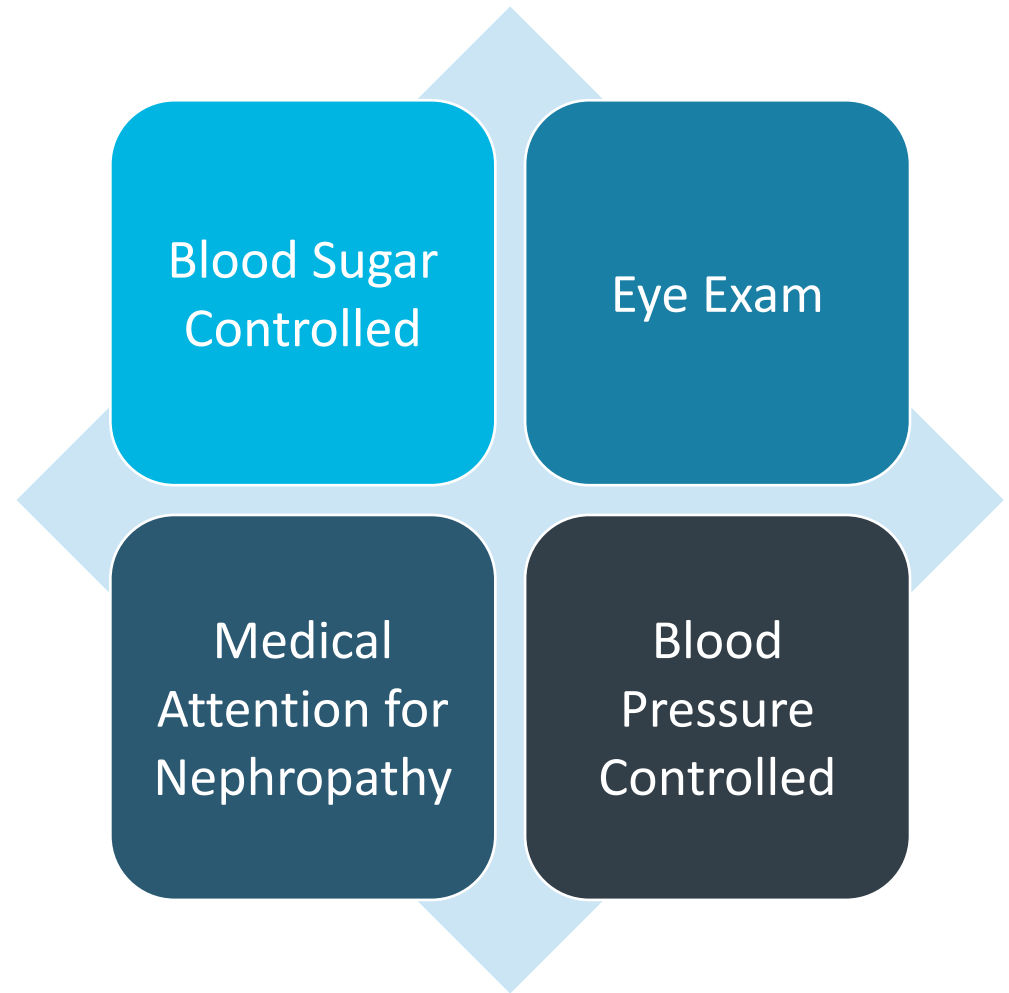 Blood Sugar
Controlled
Eye Exam
Medical
Attention for
Nephropathy
Blood
Pressure
Controlled